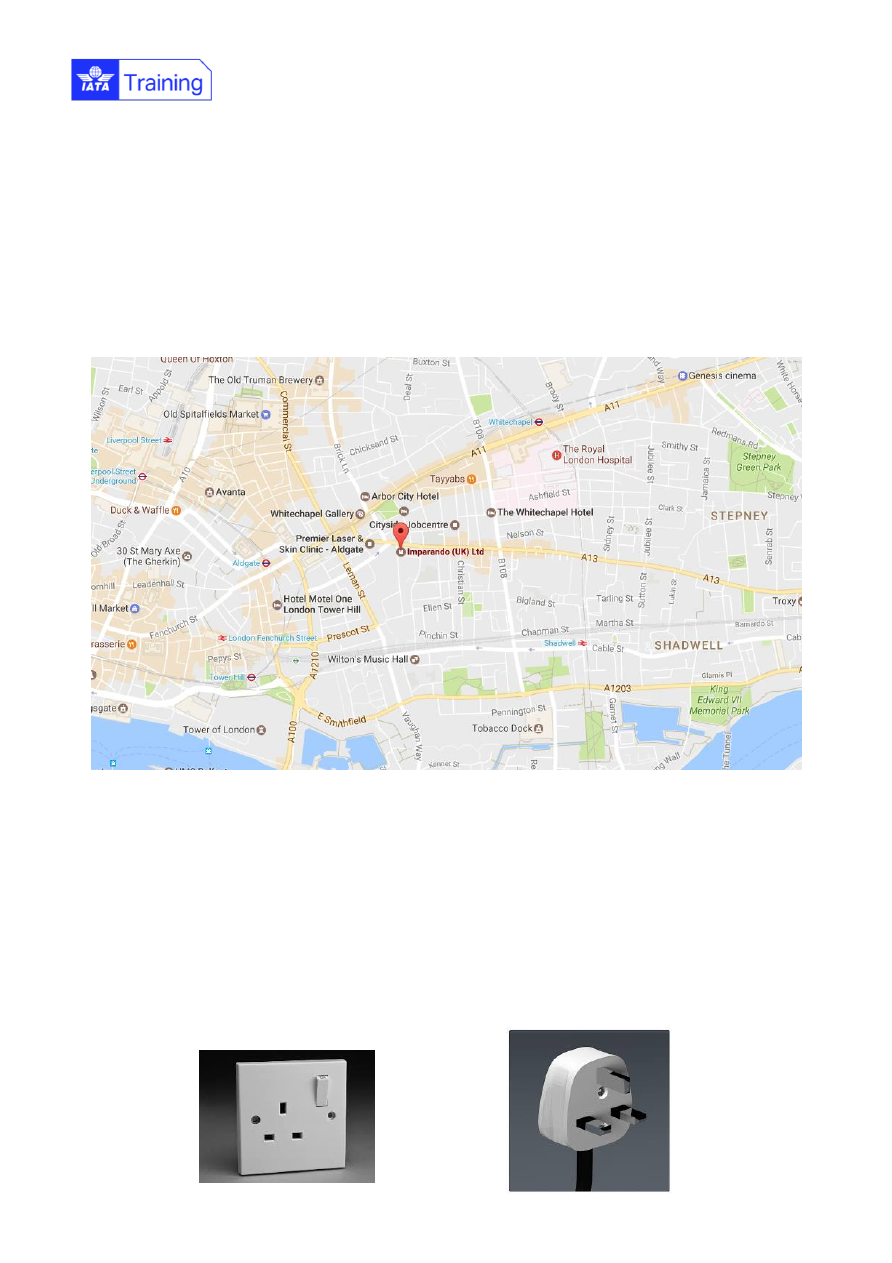 IATA
Training
Queen Of Hoxton
Buxton St
Genesis cinema
The Old Truman Brewery
Earl St
Appold St
Deal St
Brady St
A11
Wilson St
Old Spitalfields Market
Commercial St
B108
Whitechapel
Redmans Rd
Liverpool Street
Chicksand St
A11
The Royal
London Hospital
Smithy St
Stepney
Green Park
Brick Ln
Jubilee St
Jamaica St
A10
Tayyabs
Avanta
Arbor City Hotel
Ashfield St
Duck & Waffle
Whitechapel Gallery
The Whitechapel Hotel
Clark St
STEPNEY
Old Broad St
Cityside Jobcentre
Nelson St
Sidney St
Jubilee St
Premier Laser &
Skin Clinic - Aldgate
Imparando (UK) Ltd
A13
30 St Mary Axe
(The Gherkin)
Aldgate
Leman St
B108
A13
Leadenhall St
Christian St
Sutton St
Hotel Motel One
London Tower Hill
Ellen St
Bigland St
Tarling St
Troxy
Fenchurch St
Martha St
London Fenchurch Street
Prescot St
Pinchin St
Chapman St
Barnardo St
Shadwell
Cable St
SHADWELL
Pepys St
A1210
Wilton's Music Hall
Glamis Pl
Tower Hill
A1203
King
Edward VII
Memorial Park
E Smithfield
Vaughan Way
Pennington St
Garnet St
Tower of London
A100
Tobacco Dock